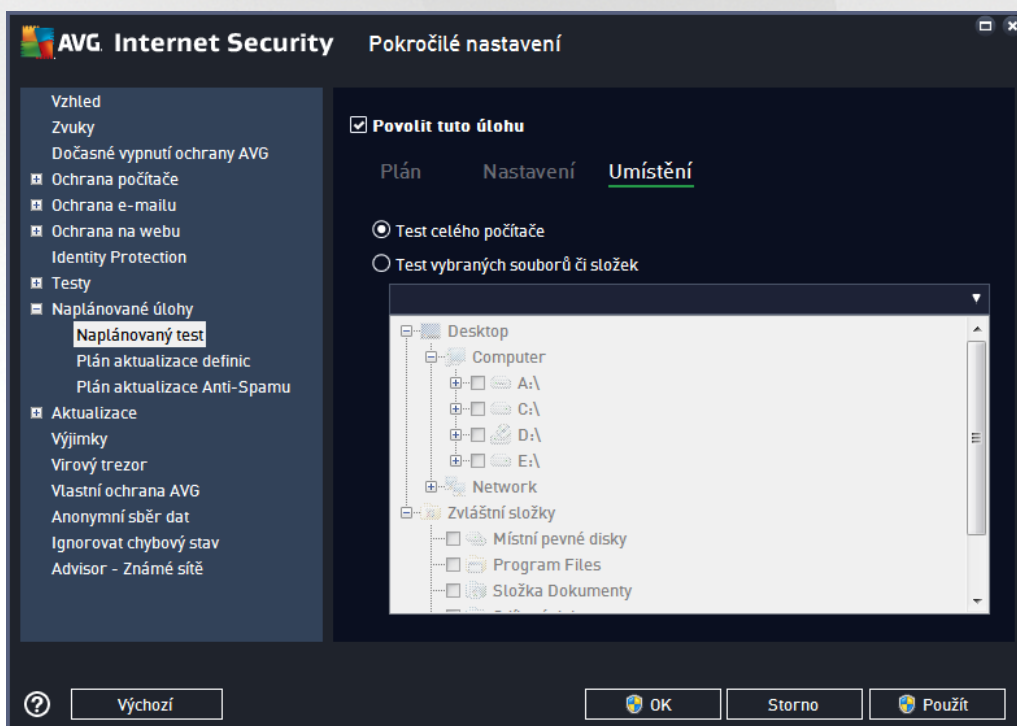 AVG. Internet Security Pokročilé nastavení
Vzhled
Zvuky
Dočasné vypnutí ochrany AVG
Ochrana počítače
Ochrana e-mailu
Ochrana na webu
Identity Protection
Testy
Naplánované úlohy
Naplánovaný test
Plán aktualizace definic
Plán aktualizace Anti-Spamu
Aktualizace
Výjimky
Virový trezor
Vlastní ochrana AVG
Anonymní sběr dat
Ignorovat chybový stav
Advisor - Známé sítě
Povolit tuto úlohu
Plán Nastavení Umístění
Test celého počítače
Test vybraných souborů či složek
Desktop
Computer
A:\
C:\
D:\
E:\
Network
Zvláštní složky
Místní pevné disky
Program Files
Složka Dokumenty
? Výchozí OK Storno Použít